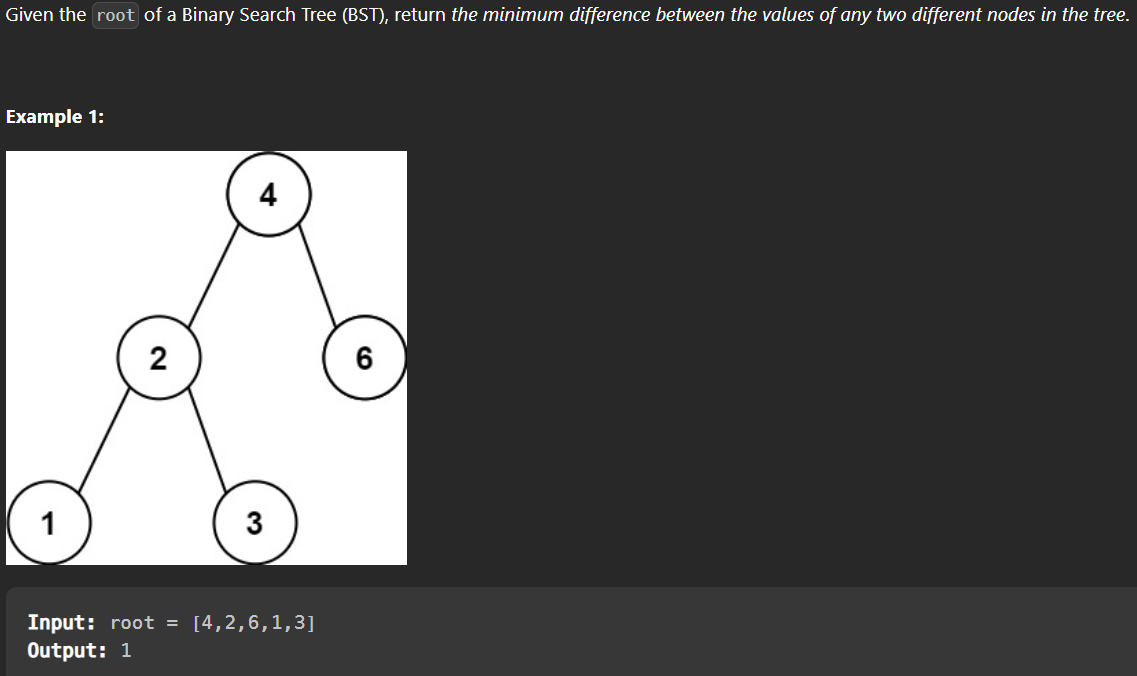 Given the root of a Binary Search Tree (BST), return the minimum difference between the values of any two different nodes in the tree.
Example 1:
4
2 6
1 3
Input: root = [4,2,6,1,3]
Output: 1